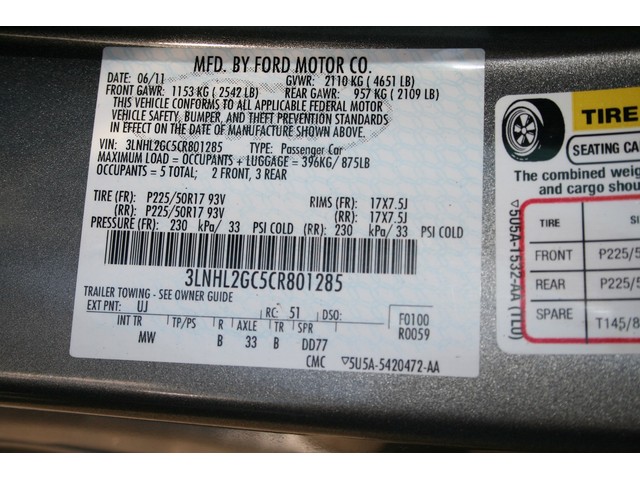 MFD. BY FORD MOTOR CO.
DATE: 06/11 GVWR: 2110 KG ( 4651 LB)
FRONT GAWR: 1153 KG ( 2542 LB) REAR GAWR: 957 KG ( 2109 LB)
THIS VEHICLE CONFORMS TO ALL APPLICABLE FEDERAL MOTOR
VEHICLE SAFETY, BUMPER, AND THEFT PREVENTION STANDARDS
IN EFFECT ON THE DATE OF MANUFACTURE SHOWN ABOVE.
VIN: 3LNHL2GC5CR801285 TYPE: Passenger Car
MAXIMUM LOAD = OCCUPANTS + LUGGAGE = 396KG/ 875LB
OCCUPANTS = 5 TOTAL; 2 FRONT, 3 REAR
TIRE (FR): P225/50R17 93V RIMS (FR): 17X7.5J
(RR): P225/50R17 93V (RR): 17X7.5J
PRESSURE (FR): 230 kPa/ 33 PSI COLD (RR): 230 kPa/ 33 PSI COLD
3LNHL2GC5CR801285
TRAILER TOWING - SEE OWNER GUIDE
EXT PNT: UJ RC: 51 DSO: F0100
INT TR TP/PS R AXLE TR SPR R0059
MW B 33 B DD77
CMC ▽5U5A-5420472-AA
▽5U5A-1532-AA (1L0)
TIRE
SEATING CA
The combined weig
and cargo shou
TIRE SI
FRONT P225/5
REAR P225/5
SPARE T145/8